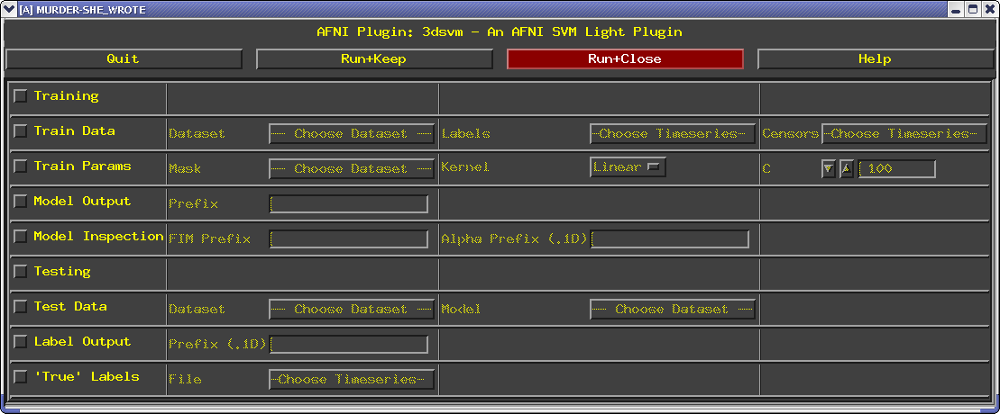 [A] MURDER-SHE_WROTE
AFNI Plugin: 3dsvm - An AFNI SVM Light Plugin
Quit Run+Keep Run+Close Help
Training
Train Data Dataset -- Choose Dataset -- Labels -Choose Timeseries- Censors -Choose Timeseries-
Train Params Mask -- Choose Dataset -- Kernel Linear C 100
Model Output Prefix
Model Inspection FIM Prefix Alpha Prefix (.1D)
Testing
Test Data Dataset -- Choose Dataset -- Model -- Choose Dataset --
Label Output Prefix (.1D)
'True' Labels File -Choose Timeseries-